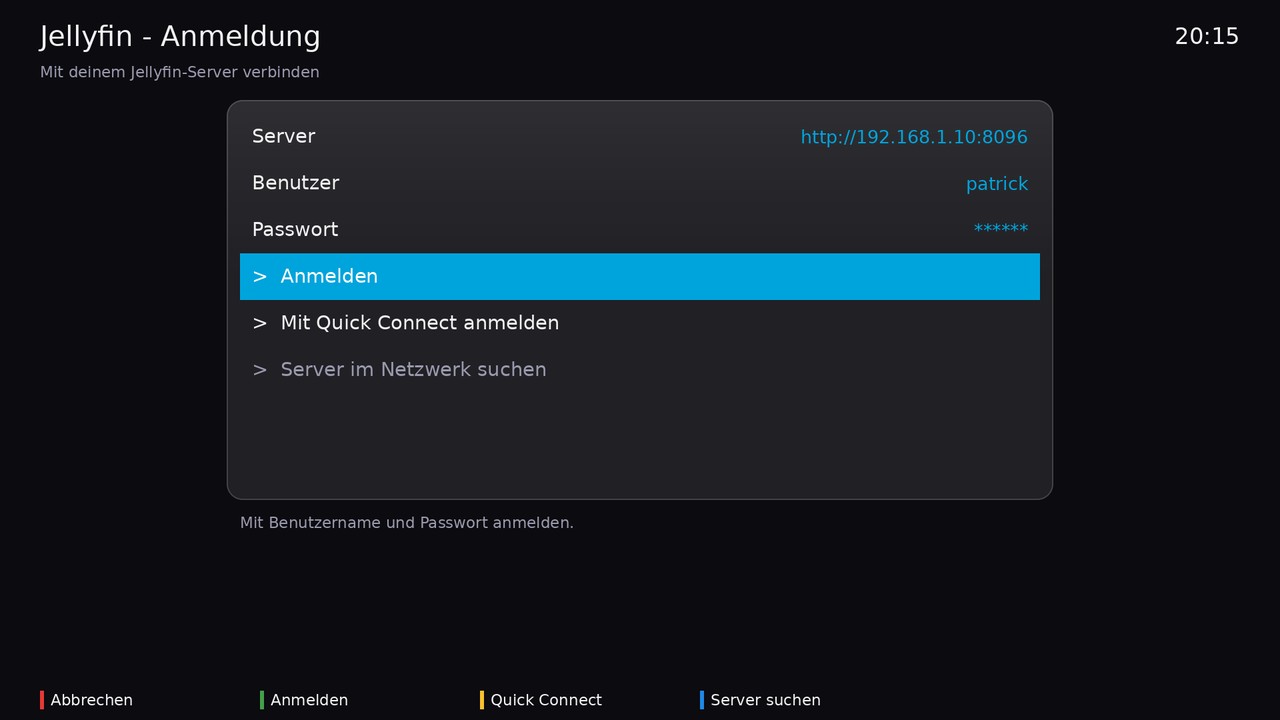 Jellyfin - Anmeldung
20:15
Mit deinem Jellyfin-Server verbinden
Server http://192.168.1.10:8096
Benutzer patrick
Passwort ******
> Anmelden
> Mit Quick Connect anmelden
> Server im Netzwerk suchen
Mit Benutzername und Passwort anmelden.
Abbrechen Anmelden Quick Connect Server suchen